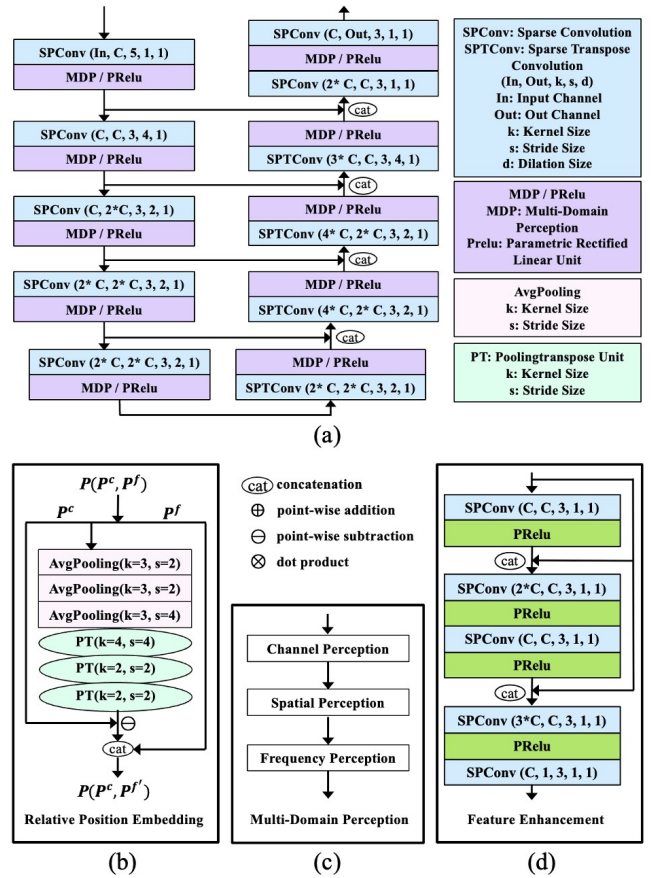 SPConv (In, C, 5, 1, 1)
MDP / PRelu
SPConv (C, C, 3, 4, 1)
MDP / PRelu
SPConv (C, 2*C, 3, 2, 1)
MDP / PRelu
SPConv (2* C, 2* C, 3, 2, 1)
MDP / PRelu
SPConv (2* C, 2* C, 3, 2, 1)
MDP / PRelu
SPConv (C, Out, 3, 1, 1)
MDP / PRelu
SPConv (2* C, C, 3, 1, 1)
cat
MDP / PRelu
SPTConv (3* C, C, 3, 4, 1)
cat
MDP / PRelu
SPTConv (4* C, 2* C, 3, 2, 1)
cat
MDP / PRelu
SPTConv (4* C, 2* C, 3, 2, 1)
cat
MDP / PRelu
SPTConv (2* C, 2* C, 3, 2, 1)
SPConv: Sparse Convolution
SPTConv: Sparse Transpose
Convolution
(In, Out, k, s, d)
In: Input Channel
Out: Out Channel
k: Kernel Size
s: Stride Size
d: Dilation Size
MDP / PRelu
MDP: Multi-Domain
Perception
Prelu: Parametric Rectified
Linear Unit
AvgPooling
k: Kernel Size
s: Stride Size
PT: Poolingtranspose Unit
k: Kernel Size
s: Stride Size
(a)
P(P^c, P^f)
P^c P^f
AvgPooling(k=3, s=2)
AvgPooling(k=3, s=2)
AvgPooling(k=3, s=4)
PT(k=4, s=4)
PT(k=2, s=2)
PT(k=2, s=2)
⊖
cat
P(P^c, P^f')
Relative Position Embedding
(b)
cat concatenation
⊕ point-wise addition
⊖ point-wise subtraction
⊗ dot product
Channel Perception
Spatial Perception
Frequency Perception
Multi-Domain Perception
(c)
SPConv (C, C, 3, 1, 1)
PRelu
cat
SPConv (2*C, C, 3, 1, 1)
PRelu
SPConv (C, C, 3, 1, 1)
PRelu
cat
SPConv (3*C, C, 3, 1, 1)
PRelu
SPConv (C, 1, 3, 1, 1)
Feature Enhancement
(d)